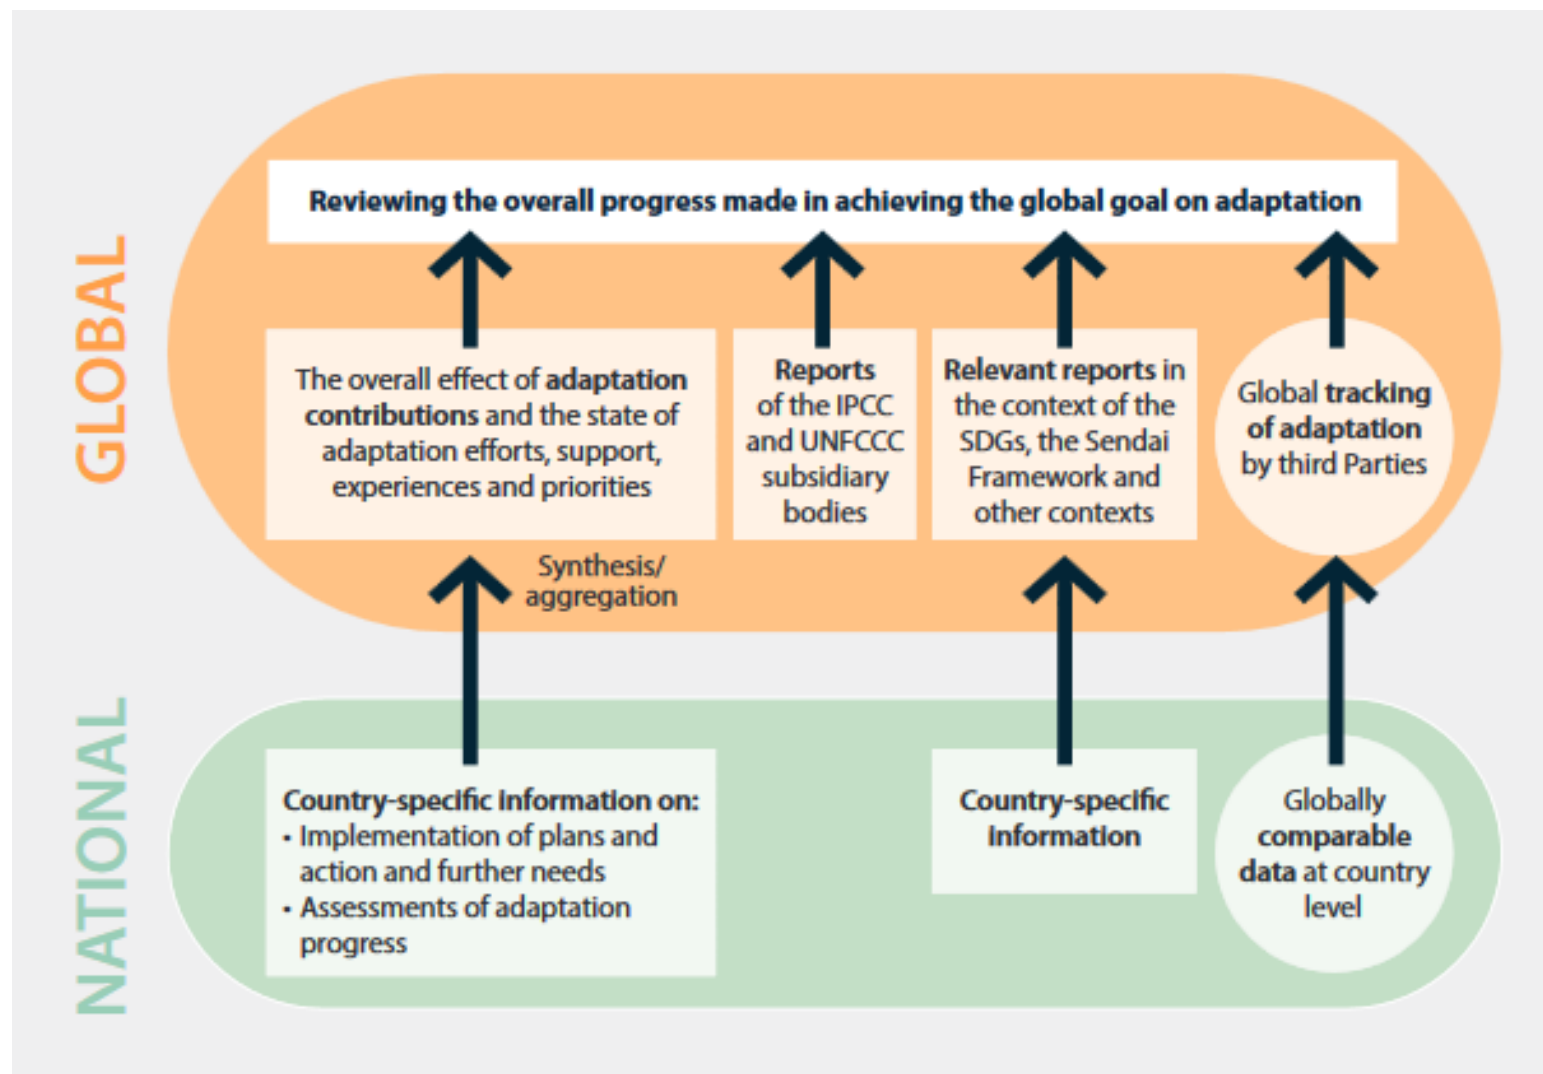 GLOBAL
Reviewing the overall progress made in achieving the global goal on adaptation
The overall effect of adaptation
contributions and the state of
adaptation efforts, support,
experiences and priorities
Reports
of the IPCC
and UNFCCC
subsidiary
bodies
Relevant reports in
the context of the
SDGs, the Sendai
Framework and
other contexts
Global tracking
of adaptation
by third Parties
Synthesis/
aggregation
NATIONAL
Country-specific information on:
• Implementation of plans and
action and further needs
• Assessments of adaptation
progress
Country-specific
information
Globally
comparable
data at country
level